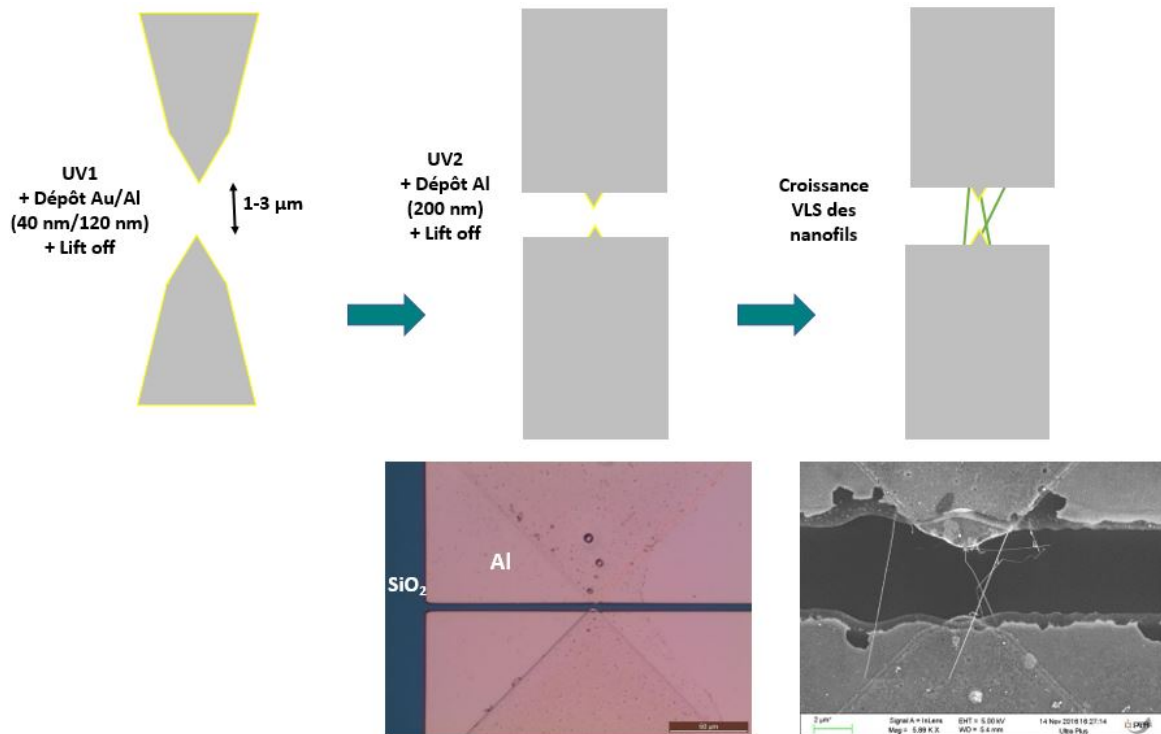 UV1
+ Dépôt Au/Al
(40 nm/120 nm)
+ Lift off
1-3 µm
UV2
+ Dépôt Al
(200 nm)
+ Lift off
Croissance
VLS des
nanofils
SiO₂
Al
2 µm
Signal A = InLens
Mag = 5.99 K X
EHT = 5.00 kV
WD = 5.4 mm
14 Nov 2016 16:27:14
Ultra Plus